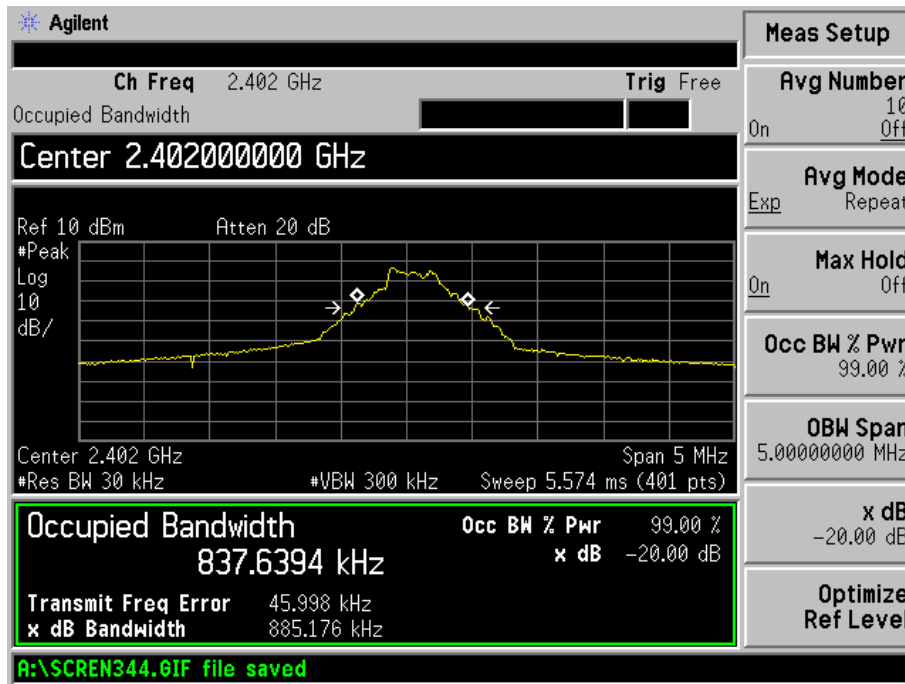 Agilent
Meas Setup
Ch Freq 2.402 GHz Trig Free
Occupied Bandwidth
Center 2.402000000 GHz
Ref 10 dBm Atten 20 dB
#Peak
Log
10
dB/
Center 2.402 GHz Span 5 MHz
#Res BW 30 kHz #VBW 300 kHz Sweep 5.574 ms (401 pts)
Occupied Bandwidth Occ BW % Pwr 99.00 %
837.6394 kHz x dB -20.00 dB
Transmit Freq Error 45.998 kHz
x dB Bandwidth 885.176 kHz
A:\SCREN344.GIF file saved
Avg Number
10
On Off
Avg Mode
Exp Repeat
Max Hold
On Off
Occ BW % Pwr
99.00 %
OBW Span
5.00000000 MHz
x dB
-20.00 dB
Optimize
Ref Level